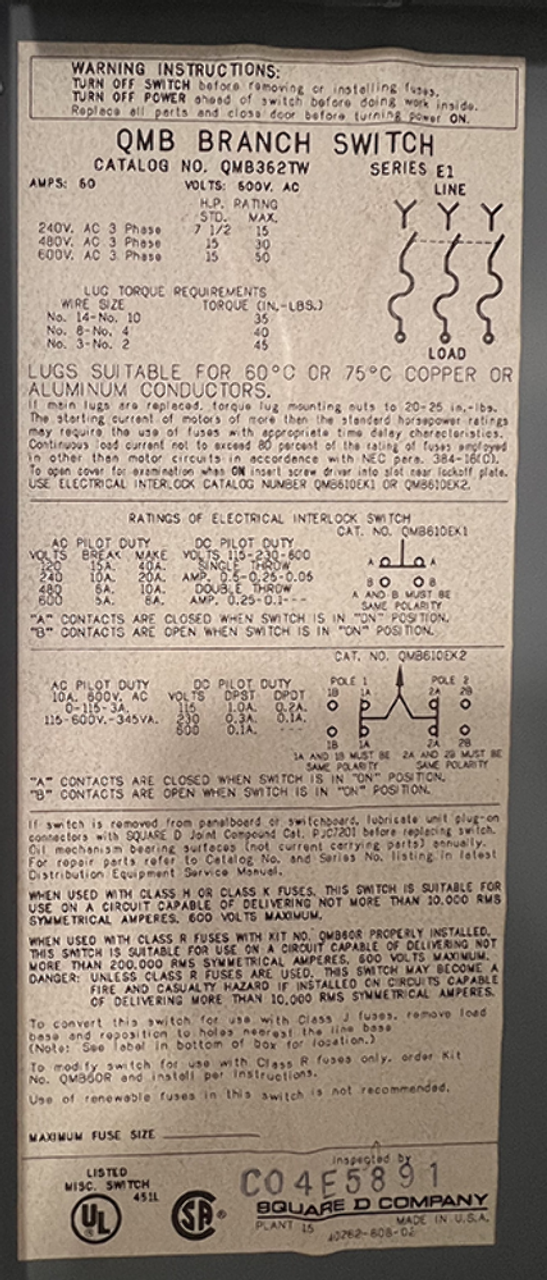 WARNING INSTRUCTIONS:
TURN OFF SWITCH before removing or installing fuses.
TURN OFF POWER ahead of switch before doing work inside.
Replace all parts and close door before turning power ON.
QMB BRANCH SWITCH
CATALOG NO. QMB362TW SERIES E1
AMPS: 60 VOLTS: 600V. AC
LINE
H.P. RATING
STD. MAX.
240V. AC 3 Phase 7 1/2 15
480V. AC 3 Phase 15 30
600V. AC 3 Phase 15 50
LUG TORQUE REQUIREMENTS
WIRE SIZE TORQUE (IN.-LBS.)
No. 14-No. 10 35
No. 8-No. 4 40
No. 3-No. 2 45
LOAD
LUGS SUITABLE FOR 60°C OR 75°C COPPER OR
ALUMINUM CONDUCTORS.
If main lugs are replaced, torque lug mounting nuts to 20-25 in.-lbs.
The starting current of motors of more than the standard horsepower ratings
may require the use of fuses with appropriate time delay characteristics.
Continuous load current not to exceed 80 percent of the rating of fuses employed
in other than motor circuits in accordance with NEC para. 384-16(C).
To open cover for examination when ON insert screw driver into slot near lockoff plate.
USE ELECTRICAL INTERLOCK CATALOG NUMBER QMB610EK1 OR QMB610EK2.
RATINGS OF ELECTRICAL INTERLOCK SWITCH
CAT. NO. QMB610EK1
AC PILOT DUTY DC PILOT DUTY
VOLTS BREAK MAKE VOLTS 115-230-600
120 15A. 40A. SINGLE THROW
240 10A. 20A. AMP. 0.5-0.25-0.05
480 6A. 10A. DOUBLE THROW
600 5A. 8A. AMP. 0.25-0.1---
A A
B B
A AND B MUST BE
SAME POLARITY
"A" CONTACTS ARE CLOSED WHEN SWITCH IS IN "ON" POSITION.
"B" CONTACTS ARE OPEN WHEN SWITCH IS IN "ON" POSITION.
CAT. NO. QMB610EK2
AC PILOT DUTY DC PILOT DUTY
10A. 600V. AC VOLTS DPST DPDT
0-115-3A. 115 1.0A. 0.2A.
115-600V.-345VA. 230 0.3A. 0.1A.
600 0.1A. ---
POLE 1 POLE 2
1B 1A 2A 2B
1B 1A 2A 2B
1A AND 1B MUST BE 2A AND 2B MUST BE
SAME POLARITY SAME POLARITY
"A" CONTACTS ARE CLOSED WHEN SWITCH IS IN "ON" POSITION.
"B" CONTACTS ARE OPEN WHEN SWITCH IS IN "ON" POSITION.
If switch is removed from panelboard or switchboard, lubricate unit plug-on
connectors with SQUARE D Joint Compound Cat. PJC7201 before replacing switch.
Oil mechanism bearing surfaces (not current carrying parts) annually.
For repair parts refer to Catalog No. and Series No. listing in latest
Distribution Equipment Service Manual.
WHEN USED WITH CLASS H OR CLASS K FUSES, THIS SWITCH IS SUITABLE FOR
USE ON A CIRCUIT CAPABLE OF DELIVERING NOT MORE THAN 10,000 RMS
SYMMETRICAL AMPERES, 600 VOLTS MAXIMUM.
WHEN USED WITH CLASS R FUSES WITH KIT NO. QMB60R PROPERLY INSTALLED,
THIS SWITCH IS SUITABLE FOR USE ON A CIRCUIT CAPABLE OF DELIVERING NOT
MORE THAN 200,000 RMS SYMMETRICAL AMPERES, 600 VOLTS MAXIMUM.
DANGER: UNLESS CLASS R FUSES ARE USED, THIS SWITCH MAY BECOME A
FIRE AND CASUALTY HAZARD IF INSTALLED ON CIRCUITS CAPABLE
OF DELIVERING MORE THAN 10,000 RMS SYMMETRICAL AMPERES.
To convert this switch for use with Class J fuses, remove load
base and reposition to holes nearest the line base
(Note: See label in bottom of box for location.)
To modify switch for use with Class R fuses only, order Kit
No. QMB60R and install per instructions.
Use of renewable fuses in this switch is not recommended.
MAXIMUM FUSE SIZE
LISTED
MISC. SWITCH
451L
UL
SA
®
Inspected by
C04E5891
SQUARE D COMPANY
PLANT 15 MADE IN U.S.A.
40262-608-02